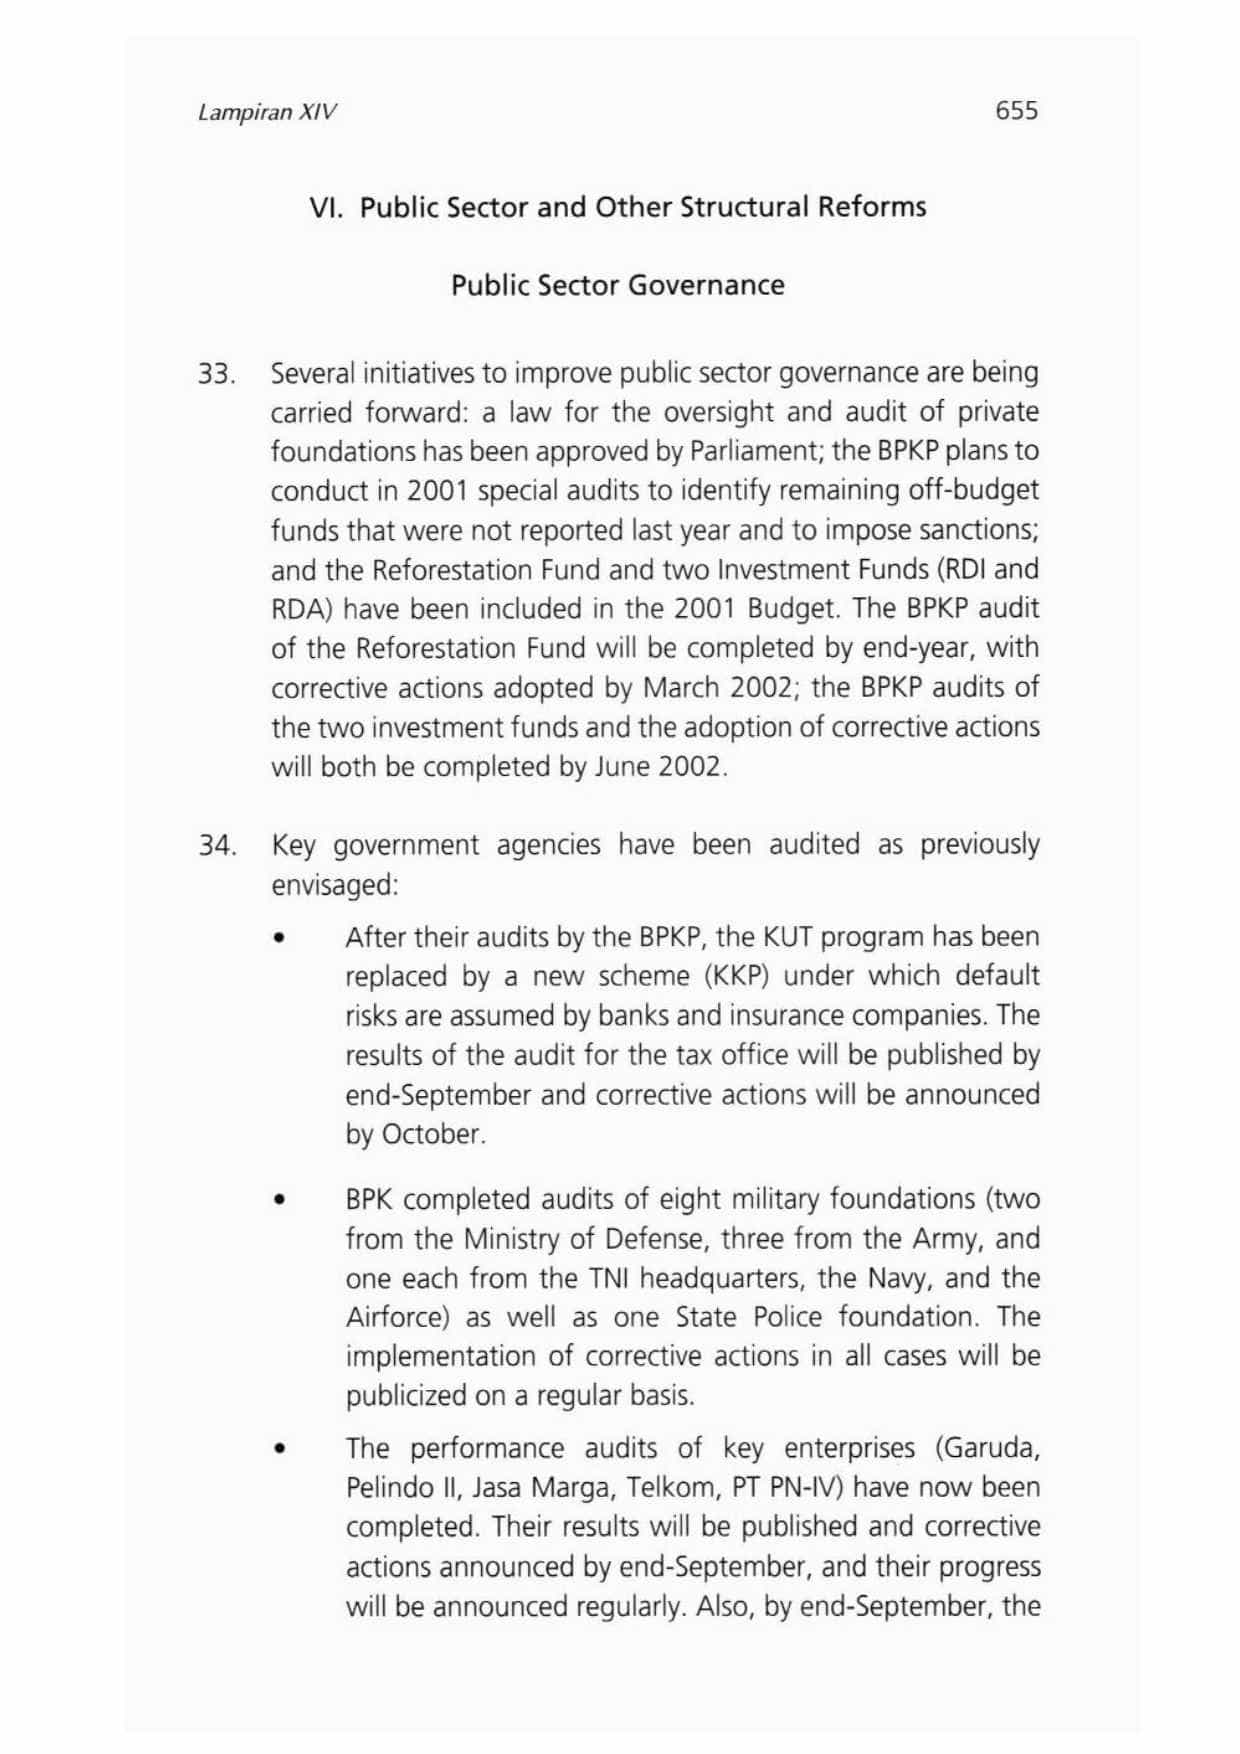 Lampiran XIV 655
VI. Public Sector and Other Structural Reforms
Public Sector Governance
33. Several initiatives to improve public sector governance are being
carried forward: a law for the oversight and audit of private
foundations has been approved by Parliament; the BPKP plans to
conduct in 2001 special audits to identify remaining off-budget
funds that were not reported last year and to impose sanctions;
and the Reforestation Fund and two Investment Funds (RDI and
RDA) have been included in the 2001 Budget. The BPKP audit
of the Reforestation Fund will be completed by end-year, with
corrective actions adopted by March 2002; the BPKP audits of
the two investment funds and the adoption of corrective actions
will both be completed by June 2002.
34. Key government agencies have been audited as previously
envisaged:
• After their audits by the BPKP, the KUT program has been
replaced by a new scheme (KKP) under which default
risks are assumed by banks and insurance companies. The
results of the audit for the tax office will be published by
end-September and corrective actions will be announced
by October.
• BPK completed audits of eight military foundations (two
from the Ministry of Defense, three from the Army, and
one each from the TNI headquarters, the Navy, and the
Airforce) as well as one State Police foundation. The
implementation of corrective actions in all cases will be
publicized on a regular basis.
• The performance audits of key enterprises (Garuda,
Pelindo II, Jasa Marga, Telkom, PT PN-IV) have now been
completed. Their results will be published and corrective
actions announced by end-September, and their progress
will be announced regularly. Also, by end-September, the